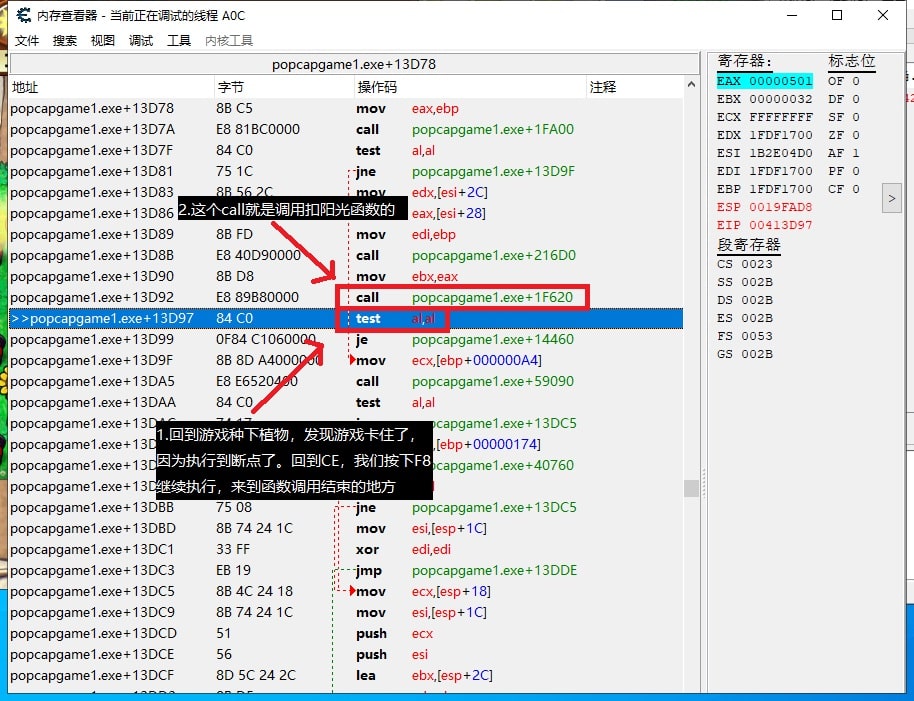 内存查看器 - 当前正在调试的线程 A0C
文件 搜索 视图 调试 工具 内核工具
popcapgame1.exe+13D78
地址 字节 操作码 注释
popcapgame1.exe+13D78 8B C5 mov eax,ebp
popcapgame1.exe+13D7A E8 81BC0000 call popcapgame1.exe+1FA00
popcapgame1.exe+13D7F 84 C0 test al,al
popcapgame1.exe+13D81 75 1C jne popcapgame1.exe+13D9F
popcapgame1.exe+13D83 8B 56 2C mov edx,[esi+2C]
popcapgame1.exe+13D86 eax,[esi+28]
2.这个call就是调用扣阳光函数的
popcapgame1.exe+13D89 8B FD mov edi,ebp
popcapgame1.exe+13D8B E8 40D90000 call popcapgame1.exe+216D0
popcapgame1.exe+13D90 8B D8 mov ebx,eax
popcapgame1.exe+13D92 E8 89B80000 call popcapgame1.exe+1F620
>>popcapgame1.exe+13D97 84 C0 test al,al
popcapgame1.exe+13D99 0F84 C1060000 je popcapgame1.exe+14460
popcapgame1.exe+13D9F 8B 8D A4000000 mov ecx,[ebp+000000A4]
popcapgame1.exe+13DA5 E8 E6520400 call popcapgame1.exe+59090
popcapgame1.exe+13DAA 84 C0 test al,al
popcapgame1.exe+13DC5
[ebp+00000174]
popcapgame1.exe+40760
1.回到游戏种下植物，发现游戏卡住了，
因为执行到断点了。回到CE，我们按下F8
继续执行，来到函数调用结束的地方
popcapgame1.exe+13DBB 75 08 jne popcapgame1.exe+13DC5
popcapgame1.exe+13DBD 8B 74 24 1C mov esi,[esp+1C]
popcapgame1.exe+13DC1 33 FF xor edi,edi
popcapgame1.exe+13DC3 EB 19 jmp popcapgame1.exe+13DDE
popcapgame1.exe+13DC5 8B 4C 24 18 mov ecx,[esp+18]
popcapgame1.exe+13DC9 8B 74 24 1C mov esi,[esp+1C]
popcapgame1.exe+13DCD 51 push ecx
popcapgame1.exe+13DCE 56 push esi
popcapgame1.exe+13DCF 8D 5C 24 2C lea ebx,[esp+2C]
寄存器: 标志位
EAX 00000501 OF 0
EBX 00000032 DF 0
ECX FFFFFFFF SF 0
EDX 1FDF1700 ZF 0
ESI 1B2E04D0 AF 1
EDI 1FDF1700 PF 0
EBP 1FDF1700 CF 0
ESP 0019FAD8
EIP 00413D97
段寄存器
CS 0023
SS 002B
DS 002B
ES 002B
FS 0053
GS 002B
>